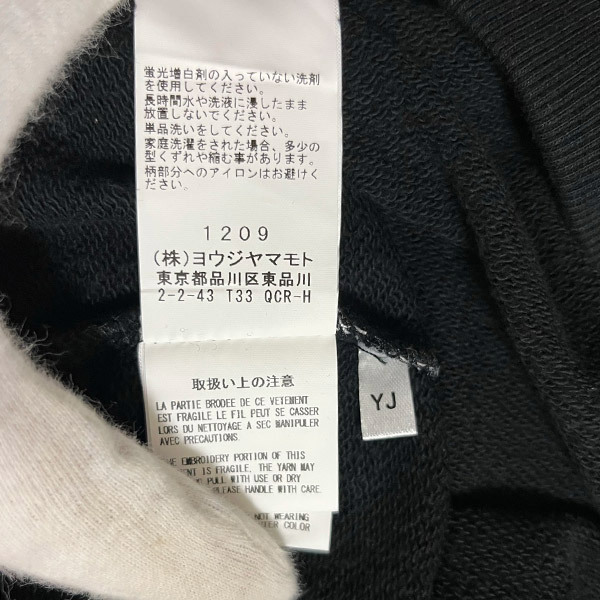 蛍光増白剤の入っていない洗剤
を使用してください。
長時間水や洗液に浸したまま
放置しないでください。
単品洗いをしてください。
家庭洗濯をされた場合、多少の
型くずれや縮む事があります。
柄部分へのアイロンはお避けく
ださい。
1209
(株)ヨウジヤマモト
東京都品川区東品川
2-2-43 T33 QCR-H
取扱い上の注意
LA PARTIE BRODEE DE CE VETEMENT
EST FRAGILE LE FIL PEUT SE CASSER
LORS DU NETTOYAGE A SEC MANIPULER
AVEC PRECAUTIONS.
EMBROIDERY PORTION OF THIS
IS FRAGILE. THE YARN MAY
WITH USE OR DRY
PLEASE HANDLE WITH CARE.
NOT WEARING
COLOR
YJ